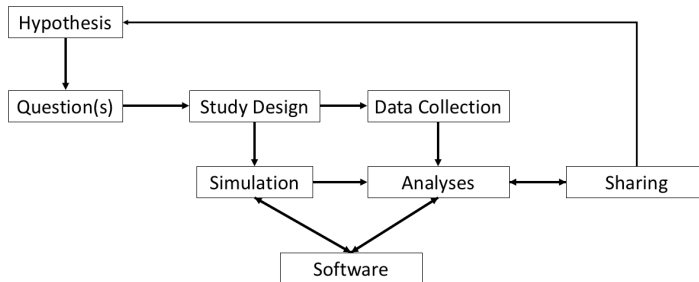 Hypothesis
Question(s)
Study Design
Data Collection
Simulation
Analyses
Sharing
Software